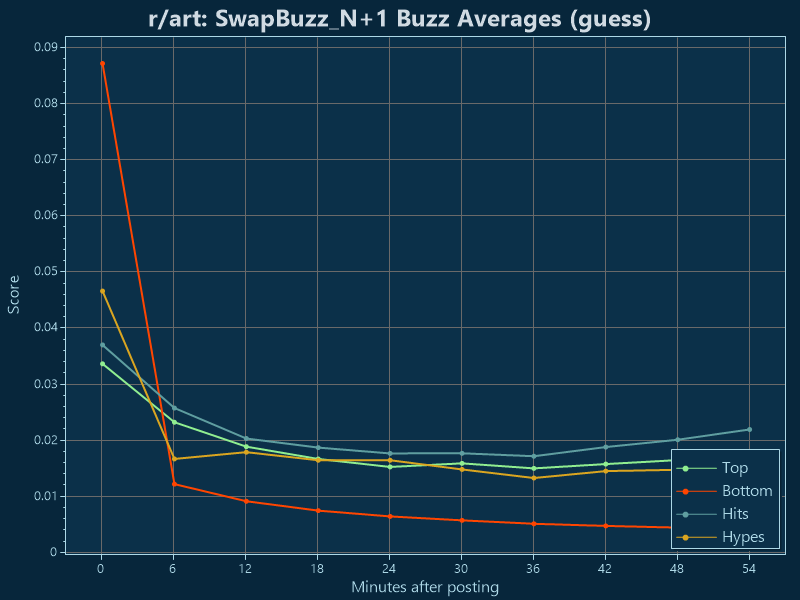 r/art: SwapBuzz_N+1 Buzz Averages (guess)
0.09
0.08
0.07
0.06
0.05
0.04
0.03
0.02
0.01
0
Score
0 6 12 18 24 30 36 42 48 54
Minutes after posting
Top
Bottom
Hits
Hypes